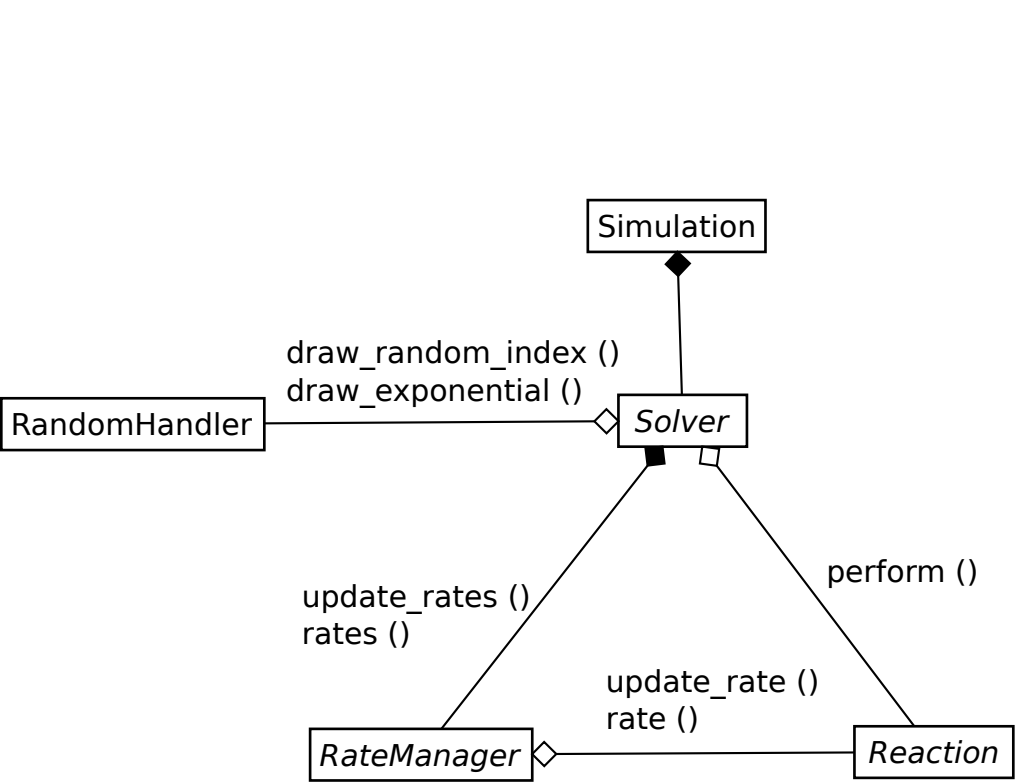 Simulation
draw_random_index ()
draw_exponential ()
RandomHandler
Solver
perform ()
update_rates ()
rates ()
update_rate ()
rate ()
RateManager
Reaction